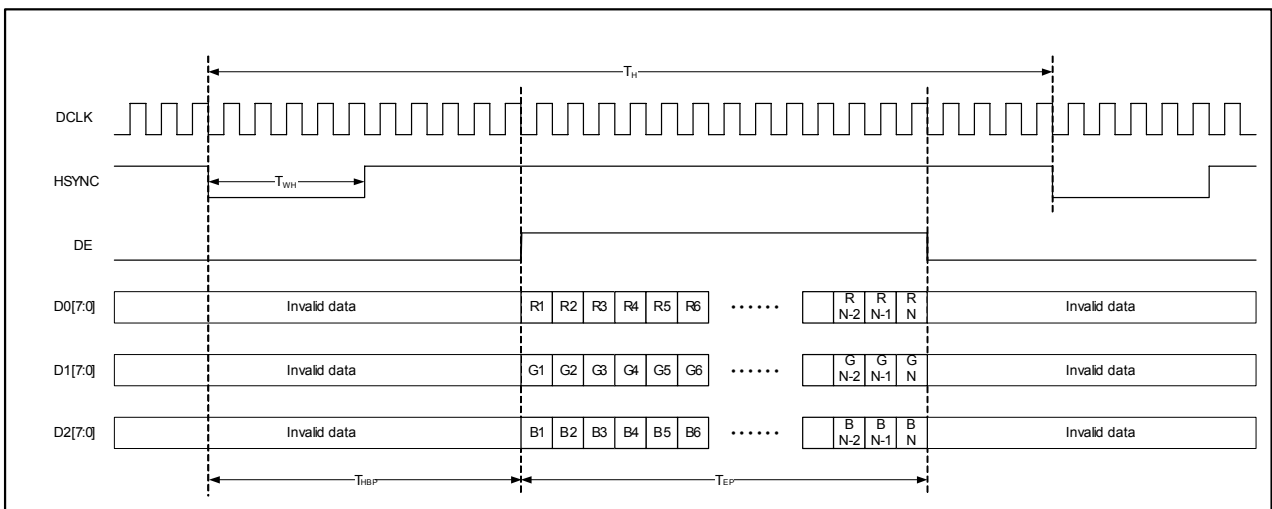 TH
DCLK
HSYNC
TWH
DE
D0[7:0] Invalid data R1 R2 R3 R4 R5 R6 ...... R N-2 R N-1 R N Invalid data
D1[7:0] Invalid data G1 G2 G3 G4 G5 G6 ...... G N-2 G N-1 G N Invalid data
D2[7:0] Invalid data B1 B2 B3 B4 B5 B6 ...... B N-2 B N-1 B N Invalid data
THBP TEP